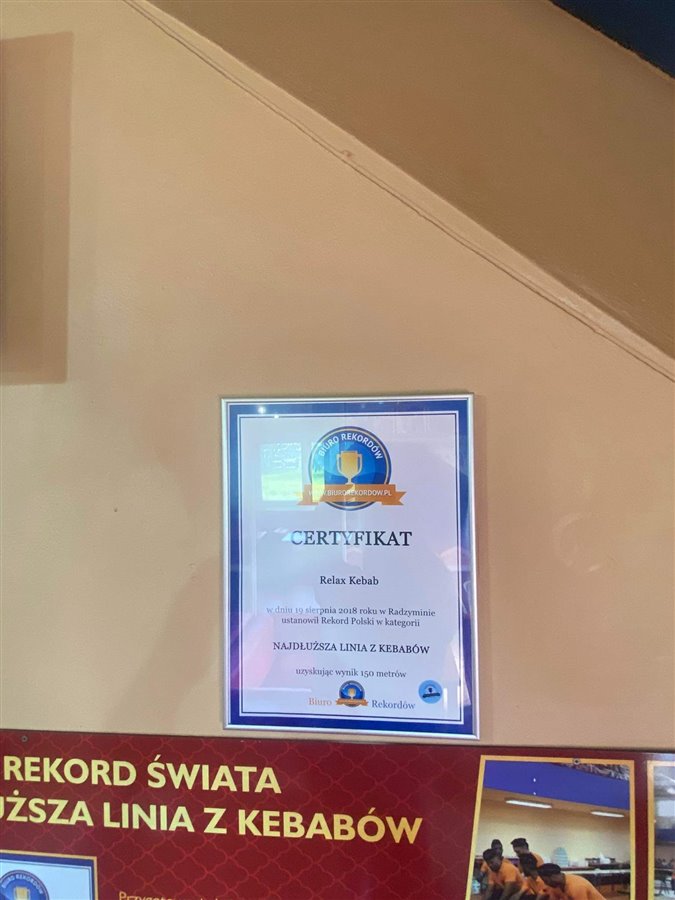 BIURO REKORDÓW
WWW.BIUROREKORDOW.PL
CERTYFIKAT
Relax Kebab
w dniu 19 sierpnia 2018 roku w Radzyminie
ustanowił Rekord Polski w kategorii
NAJDŁUŻSZA LINIA Z KEBABÓW
uzyskując wynik 150 metrów
Biuro Rekordów
REKORD ŚWIATA
UŻSZA LINIA Z KEBABÓW